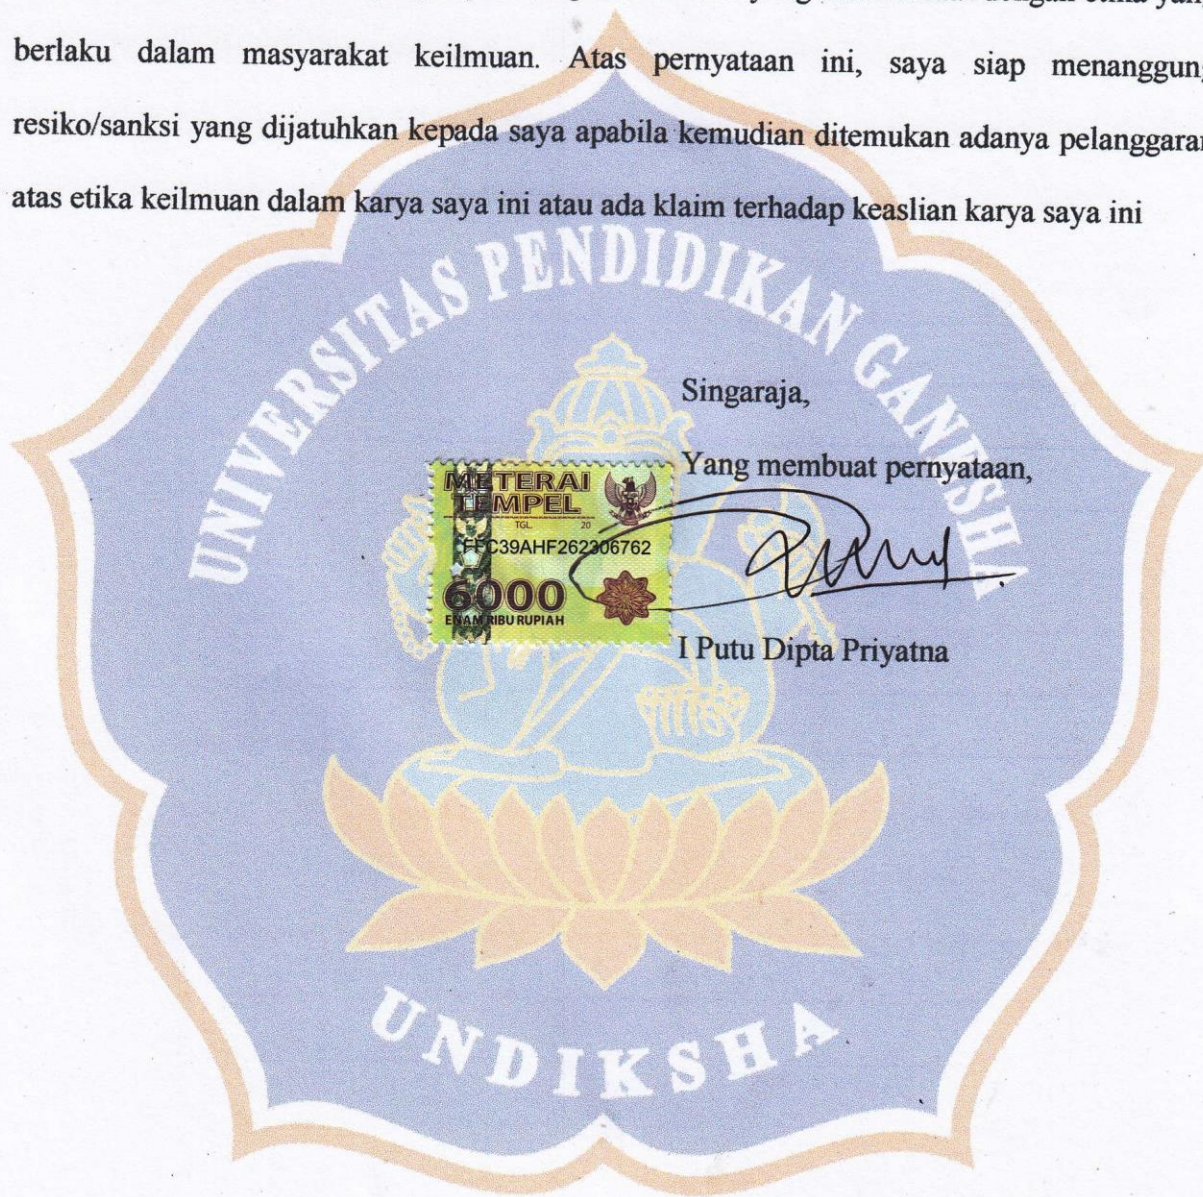 berlaku dalam masyarakat keilmuan. Atas pernyataan ini, saya siap menanggung
resiko/sanksi yang dijatuhkan kepada saya apabila kemudian ditemukan adanya pelanggaran
atas etika keilmuan dalam karya saya ini atau ada klaim terhadap keaslian karya saya ini
UNIVERSITAS PENDIDIKAN GANESHA
Singaraja,
Yang membuat pernyataan,
METERAI
TEMPEL
TGL. 20
FFC39AHF262306762
6000
ENAM RIBU RUPIAH
I Putu Dipta Priyatna
UNDIKSHA